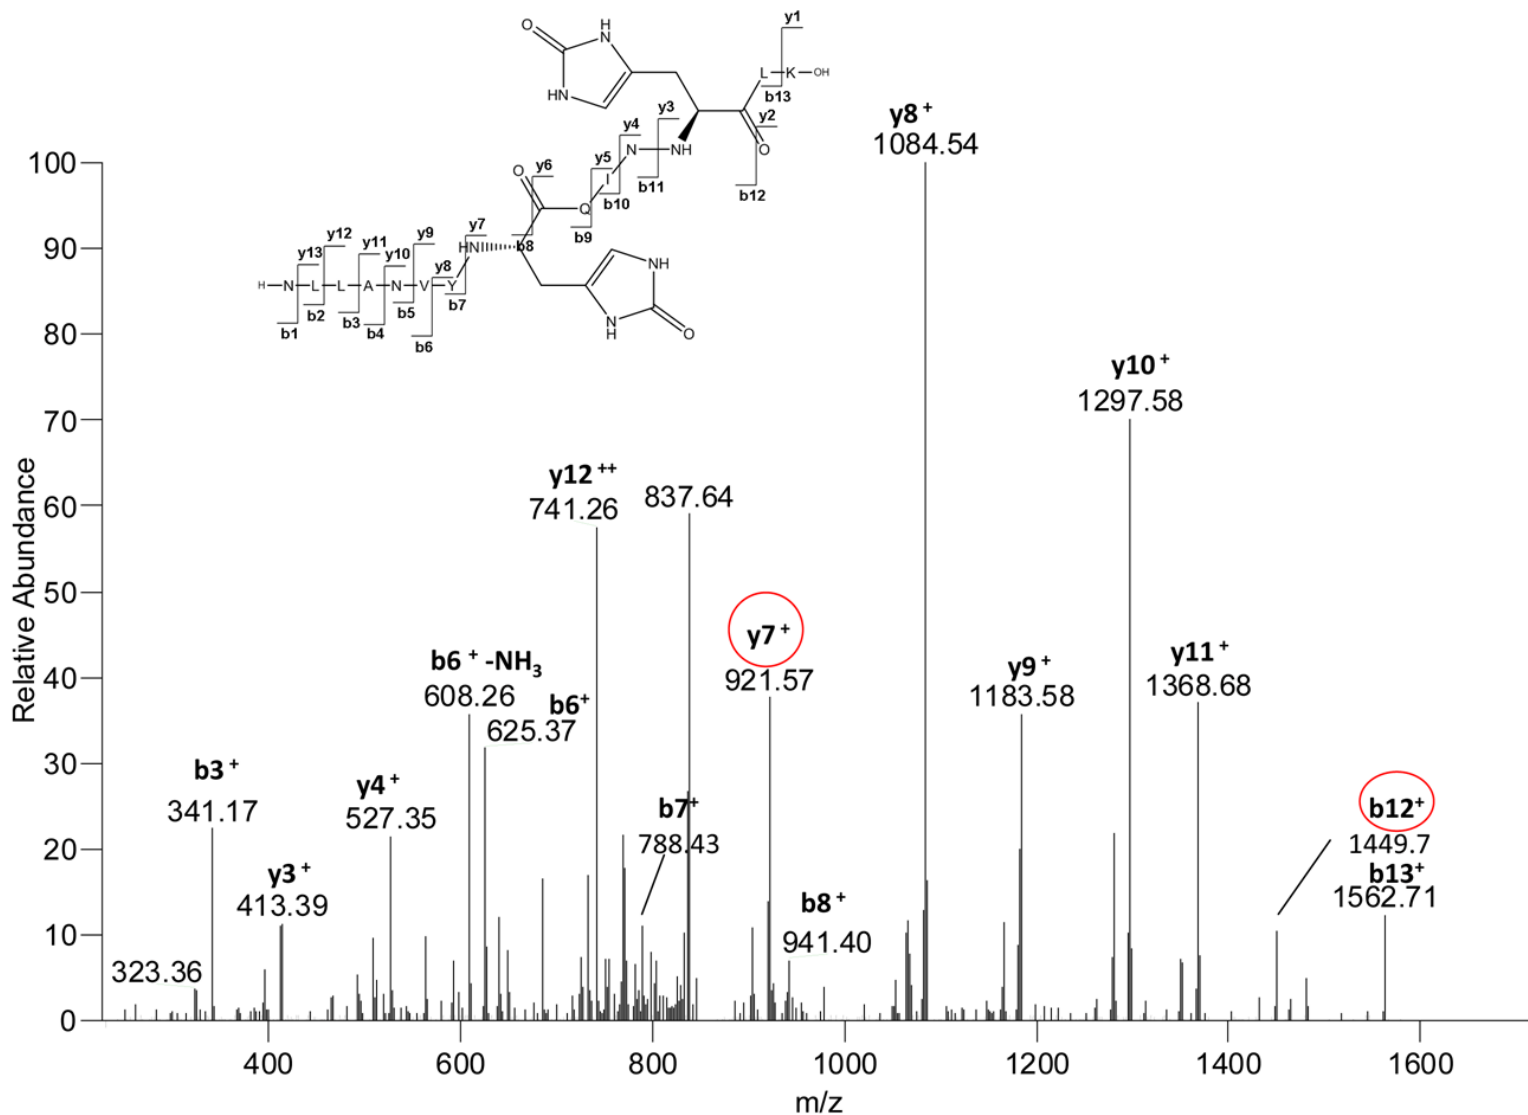 O
H
N
HN
O
y1
L
K
OH
b13
y3
y2
y4
N
NH
b11
b12
y5
I
b10
O
y6
Q
b9
y7
HN
b8
NH
N
H
O
y13
y12
y11
y10
y9
y8
H
N
L
L
A
N
V
Y
b1
b2
b3
b4
b5
b6
b7
Relative Abundance
100
90
80
70
60
50
40
30
20
10
0
b3 +
341.17
323.36
y3 +
413.39
y4 +
527.35
b6 + -NH3
608.26
b6+
625.37
y12 ++
741.26
837.64
b7+
788.43
y7 +
921.57
b8 +
941.40
y8 +
1084.54
y9 +
1183.58
y10 +
1297.58
y11 +
1368.68
b12+
1449.7
b13+
1562.71
400
600
800
1000
1200
1400
1600
m/z